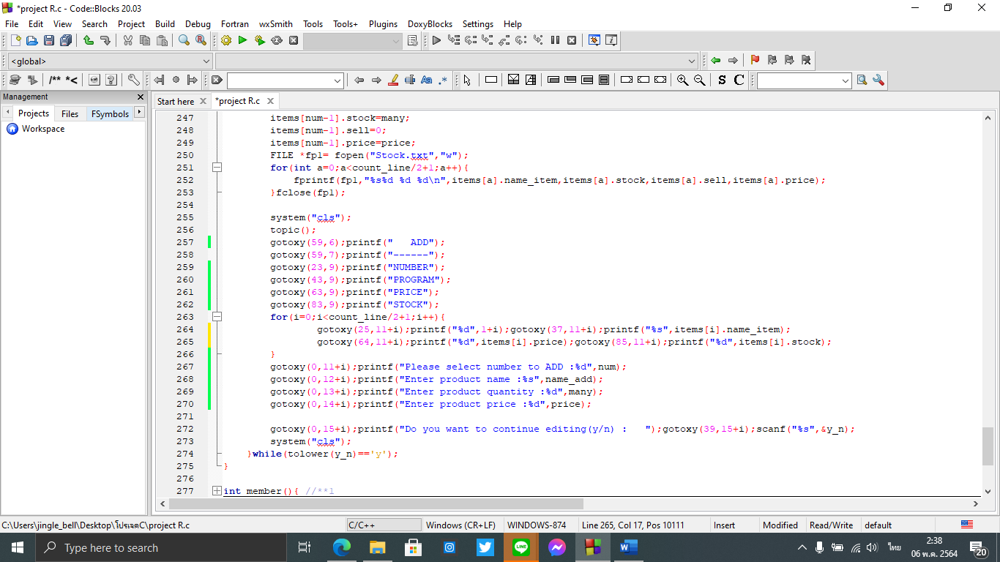 *project R.c - Code::Blocks 20.03
File Edit View Search Project Build Debug Fortran wxSmith Tools Tools+ Plugins DoxyBlocks Settings Help
<global>
/** *<
Aa .* S C
Management
Start here *project R.c
Projects Files FSymbols
Workspace
247 items[num-1].stock=many;
248 items[num-1].sell=0;
249 items[num-1].price=price;
250 FILE *fp1= fopen("Stock.txt","w");
251 for(int a=0;a<count_line/2+1;a++){
252 fprintf(fp1,"%s%d %d %d\n",items[a].name_item,items[a].stock,items[a].sell,items[a].price);
253 }fclose(fp1);
254
255 system("cls");
256 topic();
257 gotoxy(59,6);printf("   ADD");
258 gotoxy(59,7);printf("------");
259 gotoxy(23,9);printf("NUMBER");
260 gotoxy(43,9);printf("PROGRAM");
261 gotoxy(63,9);printf("PRICE");
262 gotoxy(83,9);printf("STOCK");
263 for(i=0;i<count_line/2+1;i++){
264 gotoxy(25,11+i);printf("%d",1+i);gotoxy(37,11+i);printf("%s",items[i].name_item);
265 gotoxy(64,11+i);printf("%d",items[i].price);gotoxy(85,11+i);printf("%d",items[i].stock);
266 }
267 gotoxy(0,11+i);printf("Please select number to ADD :%d",num);
268 gotoxy(0,12+i);printf("Enter product name :%s",name_add);
269 gotoxy(0,13+i);printf("Enter product quantity :%d",many);
270 gotoxy(0,14+i);printf("Enter product price :%d",price);
271
272 gotoxy(0,15+i);printf("Do you want to continue editing(y/n) :   ");gotoxy(39,15+i);scanf("%s",&y_n);
273 system("cls");
274 }while(tolower(y_n)=='y');
275 }
276
277 int member(){ //**1
C:\Users\jingle_bell\Desktop\โปรเจคC\project R.c C/C++ Windows (CR+LF) WINDOWS-874 Line 265, Col 17, Pos 10111 Insert Modified Read/Write default
Type here to search
ไทย
2:38
06 พ.ค. 2564
20